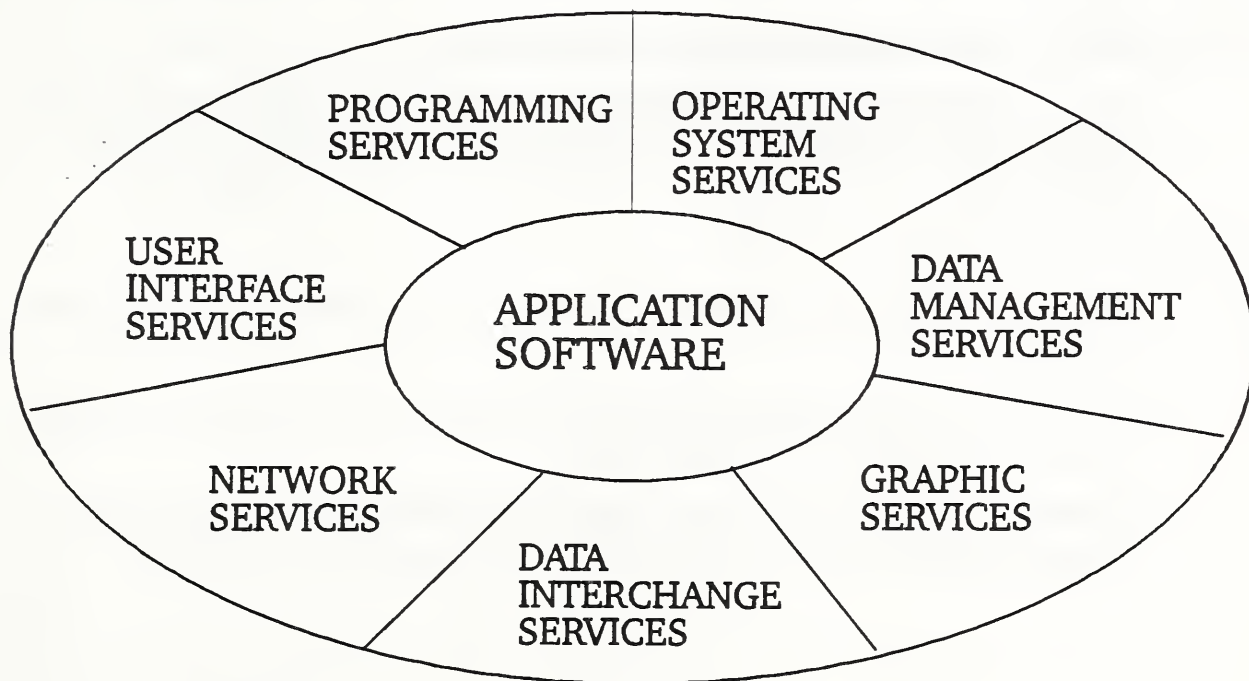 PROGRAMMING
SERVICES
OPERATING
SYSTEM
SERVICES
USER
INTERFACE
SERVICES
APPLICATION
SOFTWARE
DATA
MANAGEMENT
SERVICES
NETWORK
SERVICES
DATA
INTERCHANGE
SERVICES
GRAPHIC
SERVICES